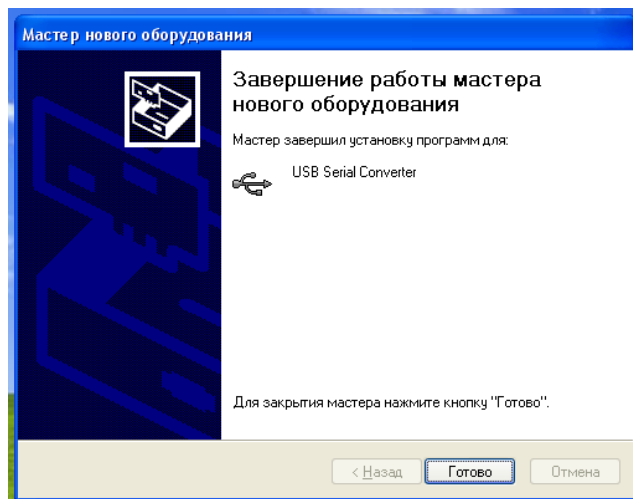 Мастер нового оборудования
Завершение работы мастера
нового оборудования
Мастер завершил установку программ для:
USB Serial Converter
Для закрытия мастера нажмите кнопку "Готово".
< Назад
Готово
Отмена